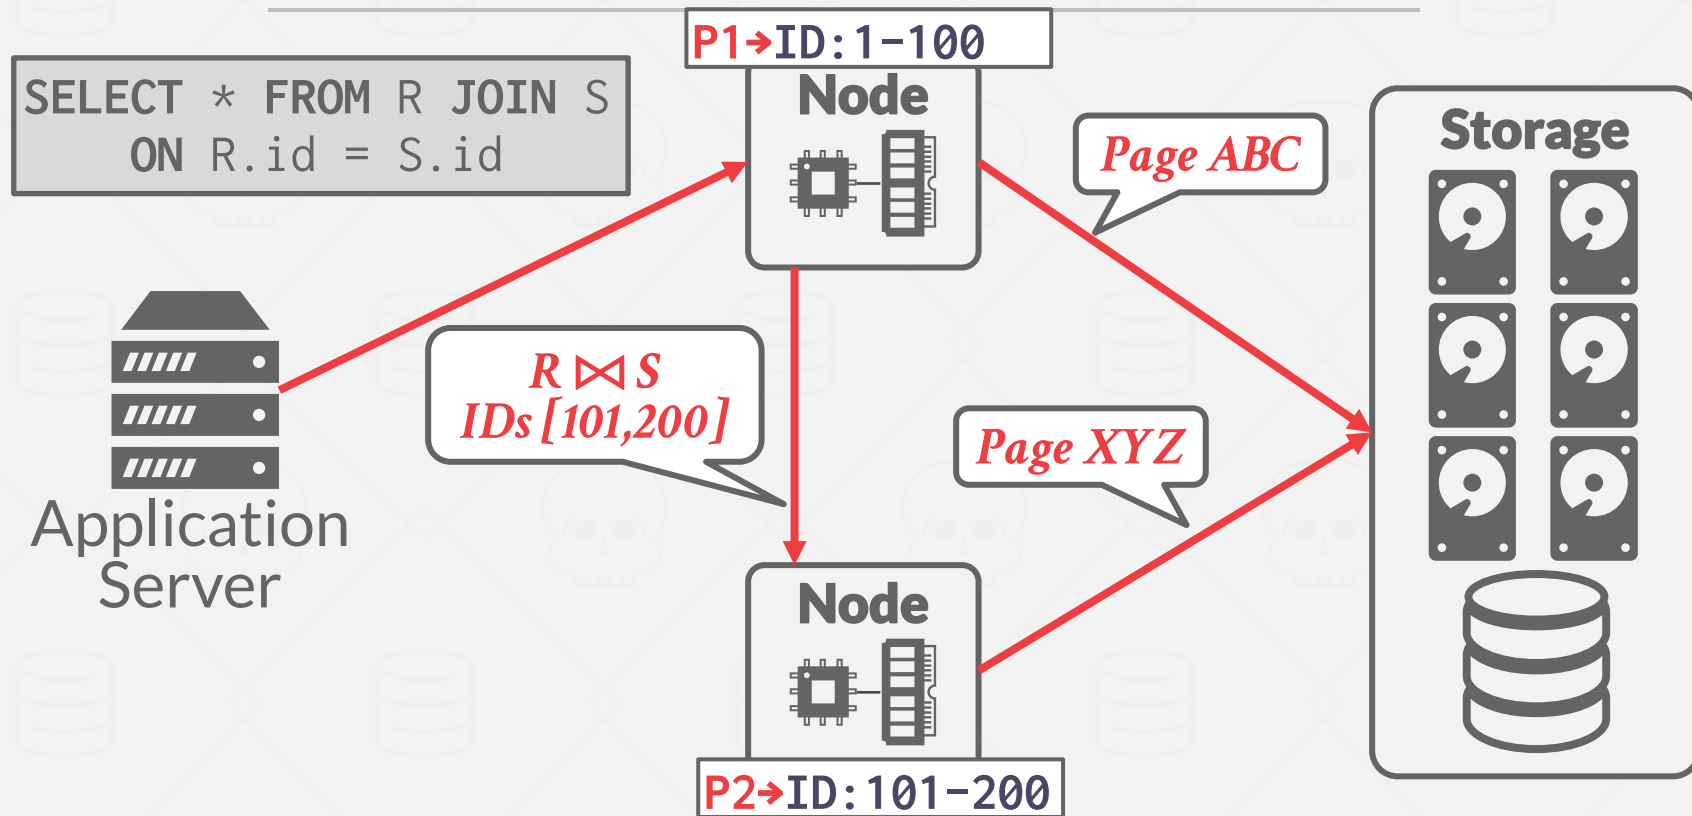 P1→ID:1-100
SELECT * FROM R JOIN S
ON R.id = S.id
Node
Page ABC
Storage
R ⋈ S
IDs [101,200]
Page XYZ
Application
Server
Node
P2→ID:101-200